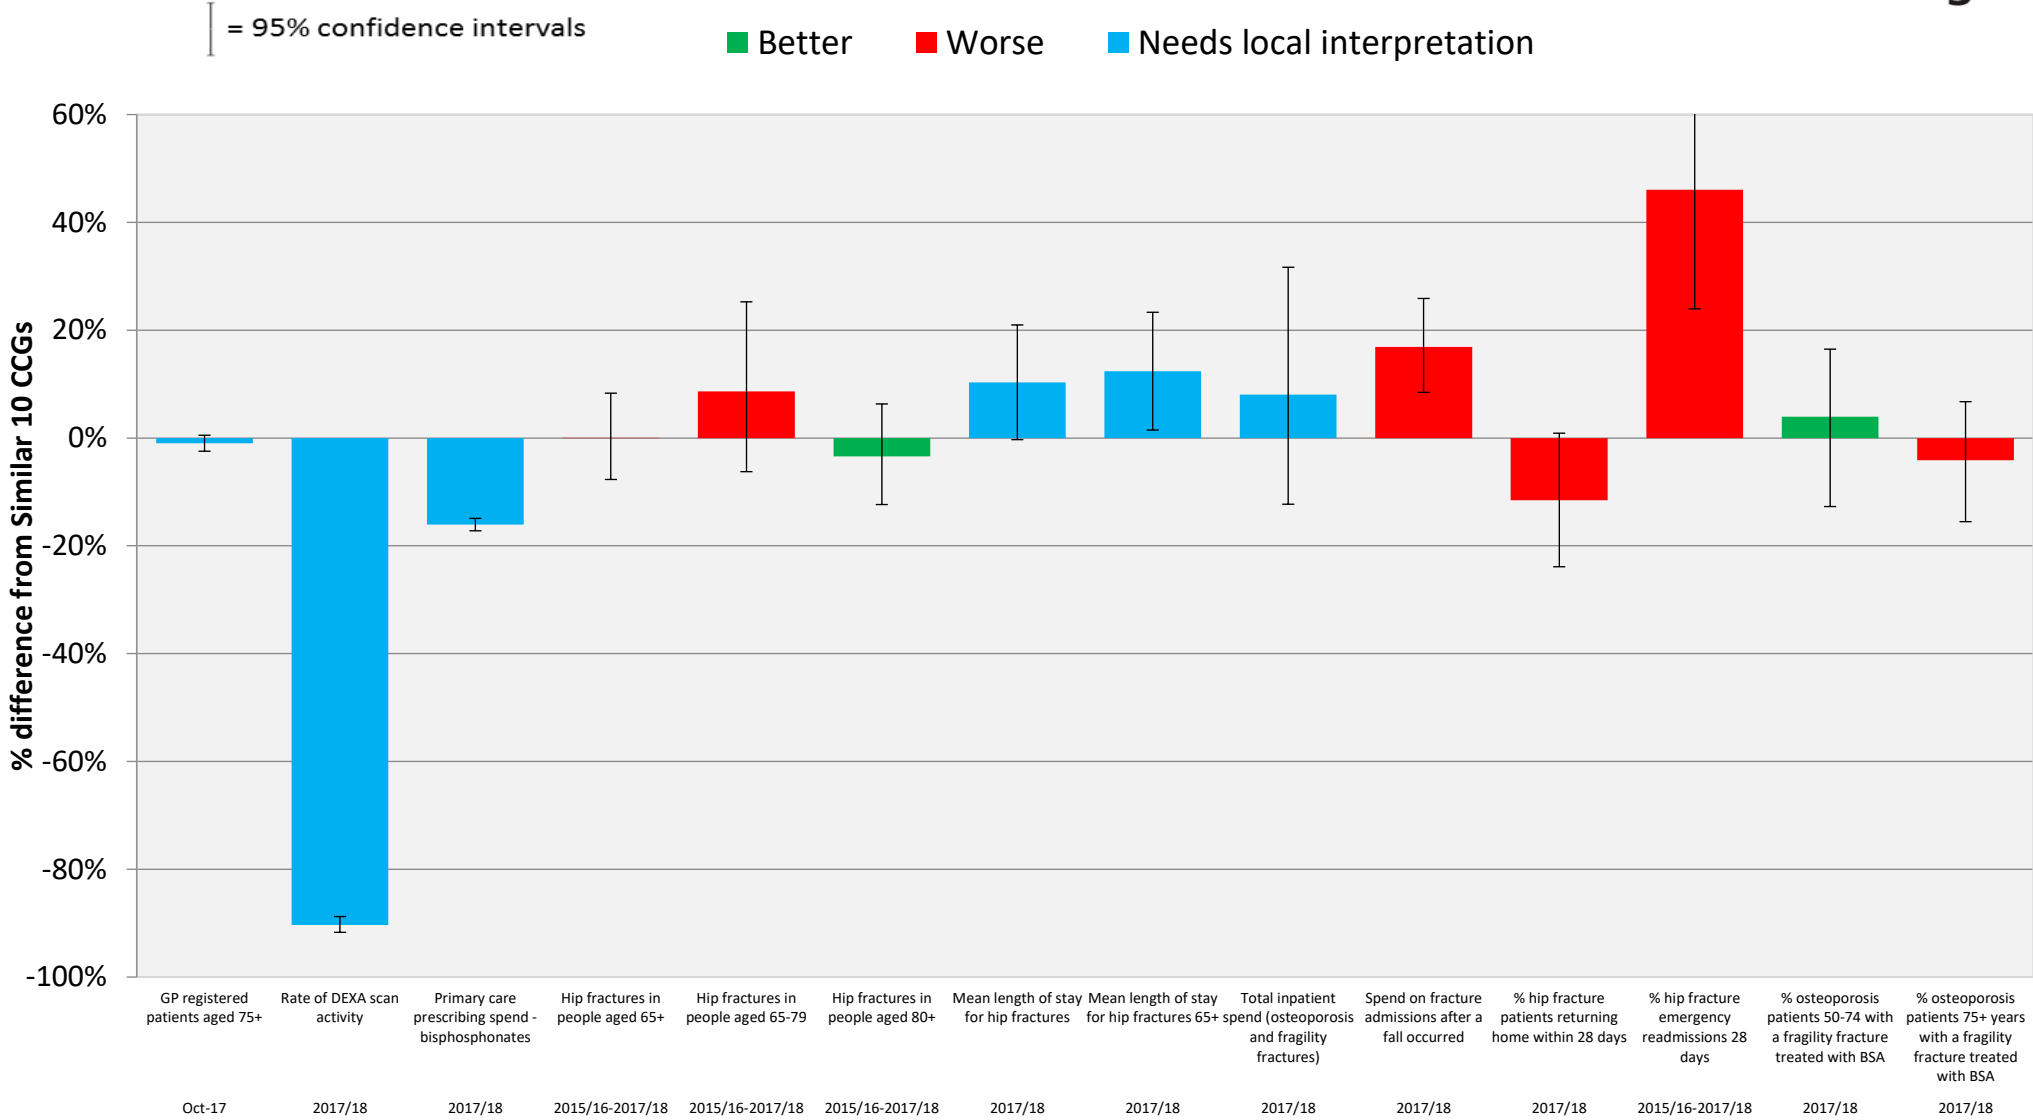 = 95% confidence intervals
Better Worse Needs local interpretation
% difference from Similar 10 CCGs
60%
40%
20%
0%
-20%
-40%
-60%
-80%
-100%
GP registered
patients aged 75+
Oct-17
Rate of DEXA scan
activity
2017/18
Primary care
prescribing spend -
bisphosphonates
2017/18
Hip fractures in
people aged 65+
2015/16-2017/18
Hip fractures in
people aged 65-79
2015/16-2017/18
Hip fractures in
people aged 80+
2015/16-2017/18
Mean length of stay
for hip fractures
2017/18
Mean length of stay
for hip fractures 65+
2017/18
Total inpatient
spend (osteoporosis
and fragility
fractures)
2017/18
Spend on fracture
admissions after a
fall occurred
2017/18
% hip fracture
patients returning
home within 28 days
2017/18
% hip fracture
emergency
readmissions 28
days
2015/16-2017/18
% osteoporosis
patients 50-74 with
a fragility fracture
treated with BSA
2017/18
% osteoporosis
patients 75+ years
with a fragility
fracture treated
with BSA
2017/18